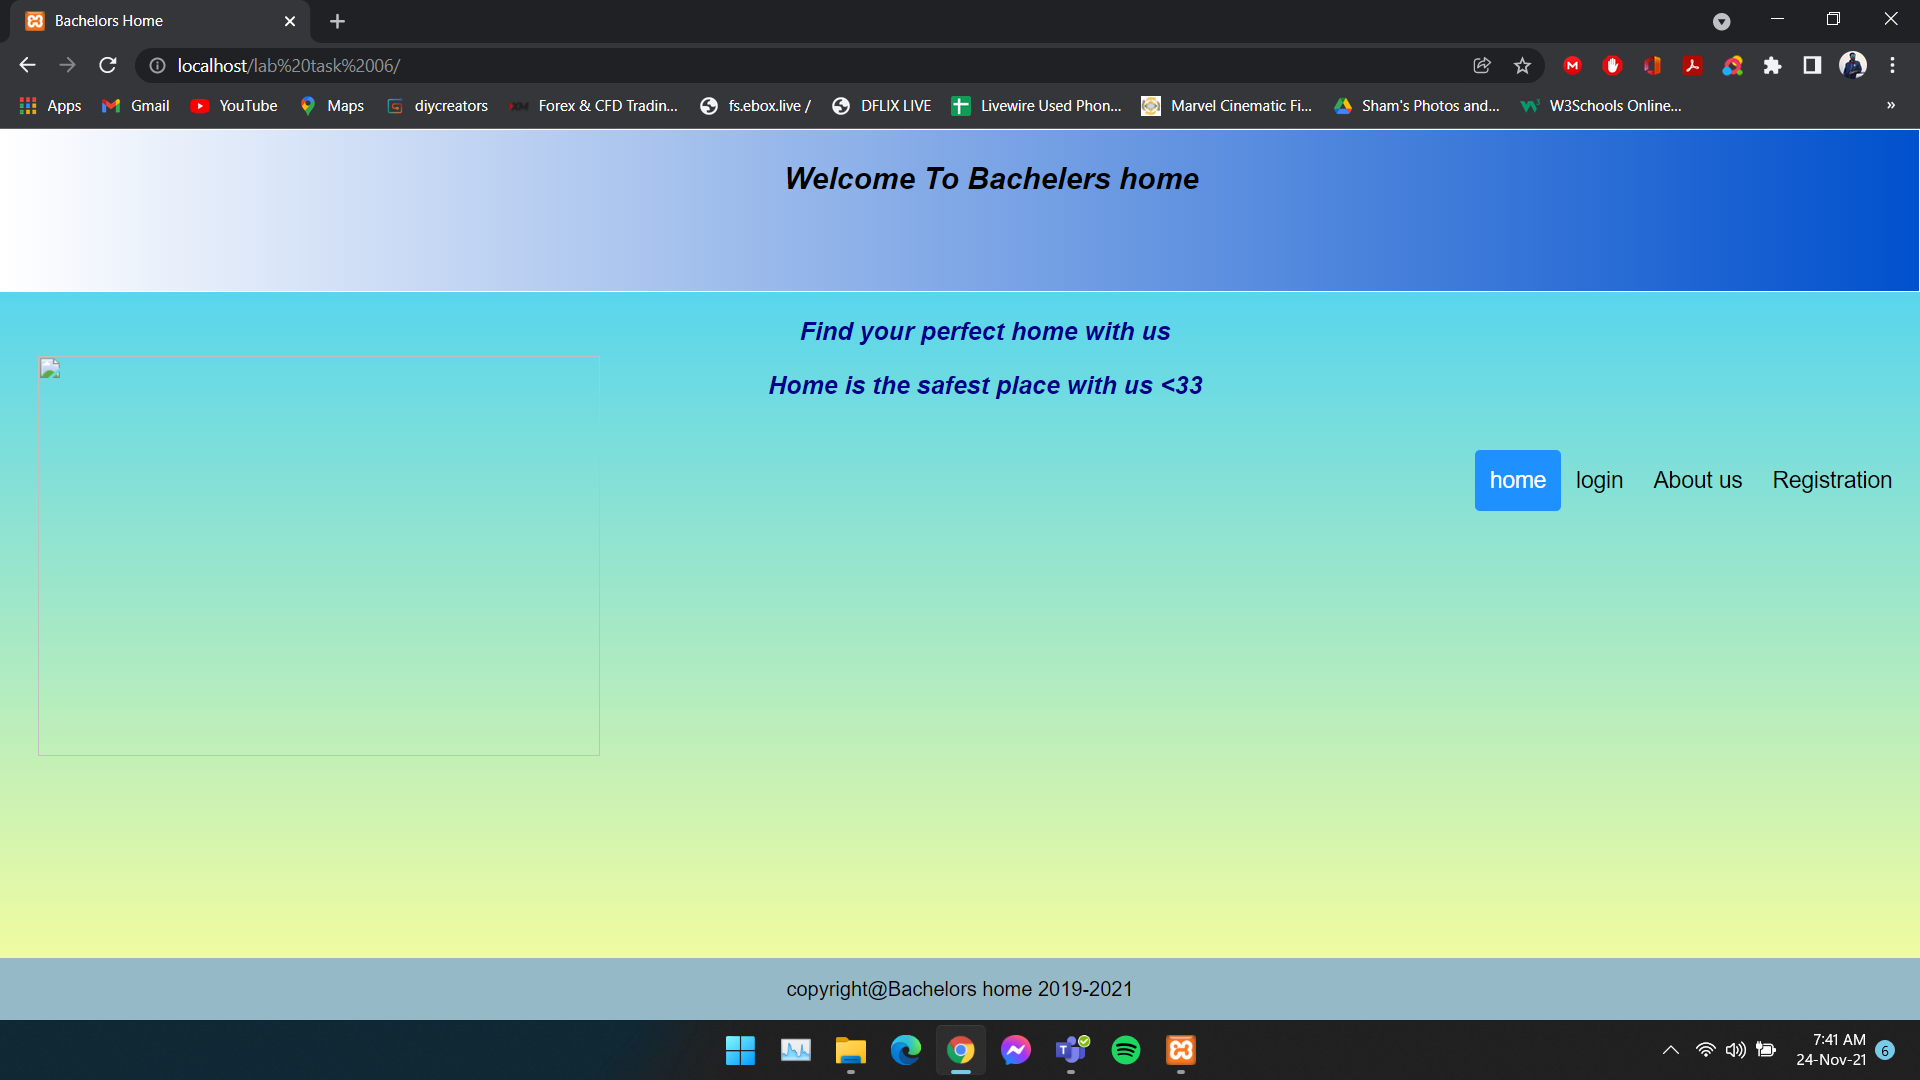 Bachelors Home
localhost/lab%20task%2006/
Apps
Gmail
YouTube
Maps
diycreators
XM Forex & CFD Tradin...
fs.ebox.live /
DFLIX LIVE
Livewire Used Phon...
Marvel Cinematic Fi...
Sham's Photos and...
W3Schools Online...
»
Welcome To Bachelers home
Find your perfect home with us
Home is the safest place with us <33
home
login
About us
Registration
copyright@Bachelors home 2019-2021
7:41 AM
24-Nov-21
6